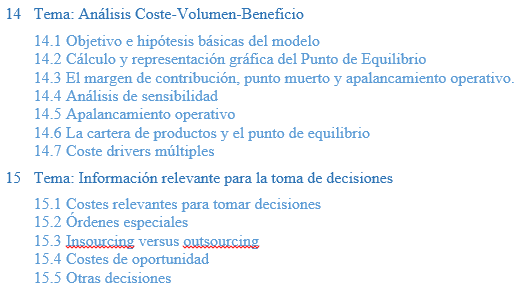 14 Tema: Análisis Coste-Volumen-Beneficio
14.1 Objetivo e hipótesis básicas del modelo
14.2 Cálculo y representación gráfica del Punto de Equilibrio
14.3 El margen de contribución, punto muerto y apalancamiento operativo.
14.4 Análisis de sensibilidad
14.5 Apalancamiento operativo
14.6 La cartera de productos y el punto de equilibrio
14.7 Coste drivers múltiples
15 Tema: Información relevante para la toma de decisiones
15.1 Costes relevantes para tomar decisiones
15.2 Órdenes especiales
15.3 Insourcing versus outsourcing
15.4 Costes de oportunidad
15.5 Otras decisiones